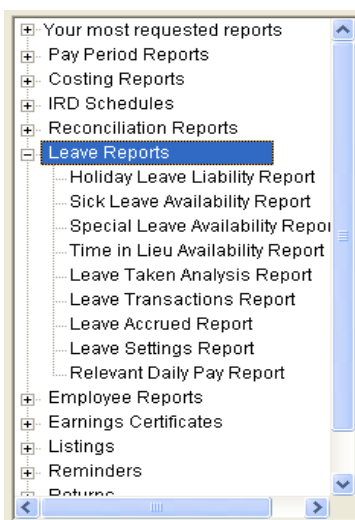 Your most requested reports
Pay Period Reports
Costing Reports
IRD Schedules
Reconciliation Reports
Leave Reports
Holiday Leave Liability Report
Sick Leave Availability Report
Special Leave Availability Repor
Time in Lieu Availability Report
Leave Taken Analysis Report
Leave Transactions Report
Leave Accrued Report
Leave Settings Report
Relevant Daily Pay Report
Employee Reports
Earnings Certificates
Listings
Reminders
Returns